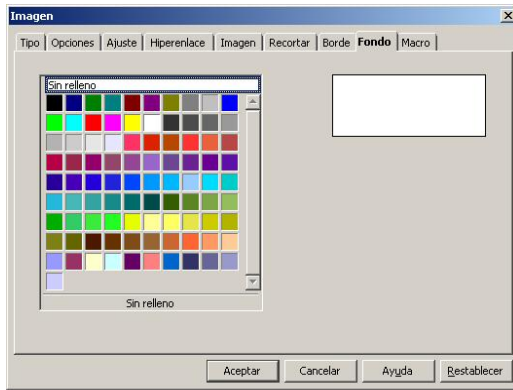 Imagen
Tipo Opciones Ajuste Hiperenlace Imagen Recortar Borde Fondo Macro
Sin relleno
Sin relleno
Aceptar Cancelar Ayuda Restablecer